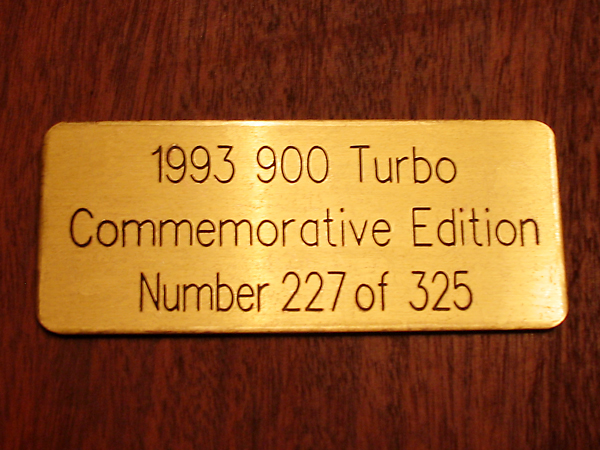 1993 900 Turbo
Commemorative Edition
Number 227 of 325